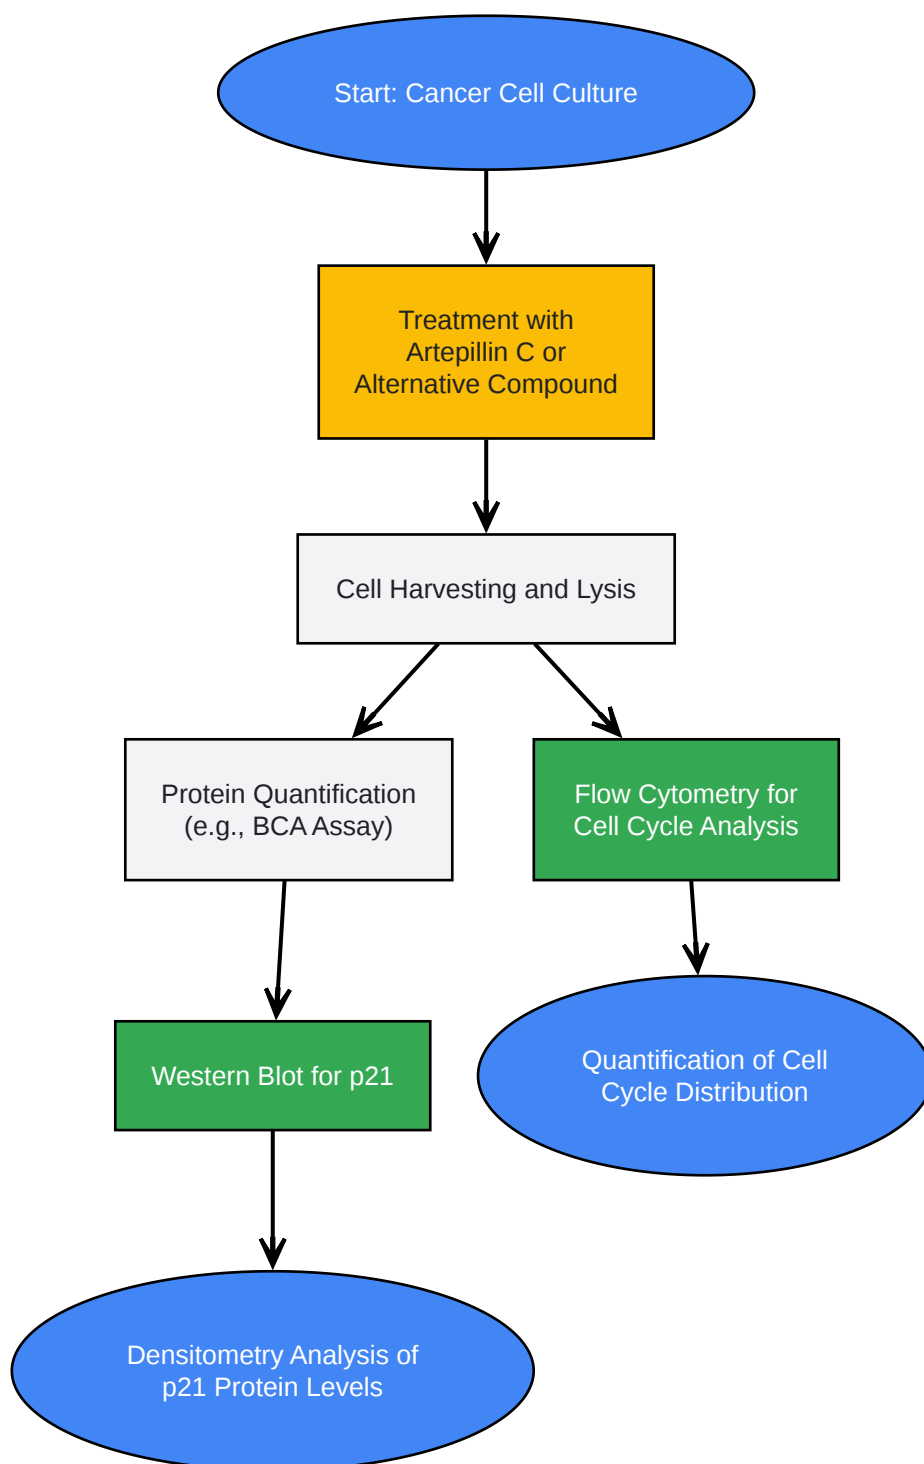 Start: Cancer Cell Culture
Treatment with
Artepillin C or
Alternative Compound
Cell Harvesting and Lysis
Protein Quantification
(e.g., BCA Assay)
Flow Cytometry for
Cell Cycle Analysis
Western Blot for p21
Quantification of Cell
Cycle Distribution
Densitometry Analysis of
p21 Protein Levels